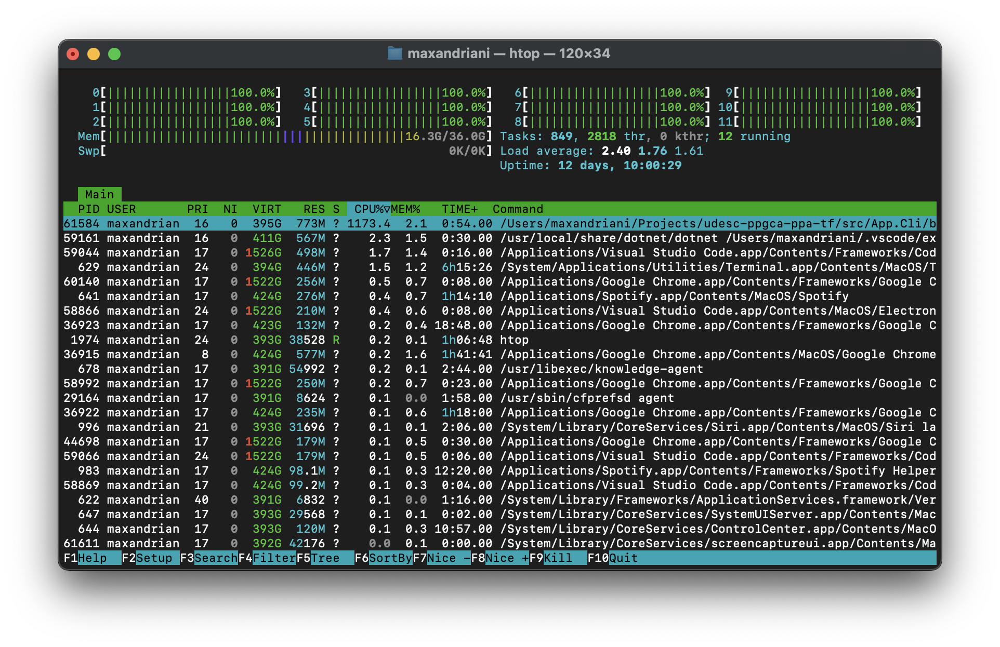 maxandriani — htop — 120×34
0[|||||||||||||||||100.0%] 3[|||||||||||||||||100.0%] 6[||||||||||||||||||100.0%] 9[||||||||||||||||||100.0%]
1[|||||||||||||||||100.0%] 4[|||||||||||||||||100.0%] 7[||||||||||||||||||100.0%] 10[||||||||||||||||||100.0%]
2[|||||||||||||||||100.0%] 5[|||||||||||||||||100.0%] 8[||||||||||||||||||100.0%] 11[||||||||||||||||||100.0%]
Mem[|||||||||||||||||||||||||||||||||||||||||16.3G/36.0G] Tasks: 849, 2818 thr, 0 kthr; 12 running
Swp[ 0K/0K] Load average: 2.40 1.76 1.61
Uptime: 12 days, 10:00:29
Main
PID USER PRI NI VIRT RES S CPU%▽MEM% TIME+ Command
61584 maxandrian 16 0 395G 773M ? 1173.4 2.1 0:54.00 /Users/maxandriani/Projects/udesc-ppgca-ppa-tf/src/App.Cli/b
59161 maxandrian 16 0 411G 567M ? 2.3 1.5 0:30.00 /usr/local/share/dotnet/dotnet /Users/maxandriani/.vscode/ex
59044 maxandrian 17 0 1526G 498M ? 1.7 1.4 0:16.00 /Applications/Visual Studio Code.app/Contents/Frameworks/Cod
629 maxandrian 24 0 394G 446M ? 1.5 1.2 6h15:26 /System/Applications/Utilities/Terminal.app/Contents/MacOS/T
60140 maxandrian 17 0 1522G 256M ? 0.5 0.7 0:08.00 /Applications/Google Chrome.app/Contents/Frameworks/Google C
641 maxandrian 17 0 424G 276M ? 0.4 0.7 1h14:10 /Applications/Spotify.app/Contents/MacOS/Spotify
58866 maxandrian 24 0 1522G 210M ? 0.4 0.6 0:08.00 /Applications/Visual Studio Code.app/Contents/MacOS/Electron
36923 maxandrian 17 0 423G 132M ? 0.2 0.4 18:48.00 /Applications/Google Chrome.app/Contents/Frameworks/Google C
1974 maxandrian 24 0 393G 38528 R 0.2 0.1 1h06:48 htop
36915 maxandrian 8 0 424G 577M ? 0.2 1.6 1h41:41 /Applications/Google Chrome.app/Contents/MacOS/Google Chrome
678 maxandrian 17 0 391G 54992 ? 0.2 0.1 2:44.00 /usr/libexec/knowledge-agent
58992 maxandrian 17 0 1522G 250M ? 0.2 0.7 0:23.00 /Applications/Google Chrome.app/Contents/Frameworks/Google C
29164 maxandrian 17 0 391G 8624 ? 0.1 0.0 1:58.00 /usr/sbin/cfprefsd agent
36922 maxandrian 17 0 424G 235M ? 0.1 0.6 1h18:00 /Applications/Google Chrome.app/Contents/Frameworks/Google C
996 maxandrian 21 0 393G 31696 ? 0.1 0.1 2:06.00 /System/Library/CoreServices/Siri.app/Contents/MacOS/Siri la
44698 maxandrian 17 0 1522G 179M ? 0.1 0.5 0:30.00 /Applications/Google Chrome.app/Contents/Frameworks/Google C
59066 maxandrian 24 0 1522G 179M ? 0.1 0.5 0:06.00 /Applications/Visual Studio Code.app/Contents/Frameworks/Cod
983 maxandrian 17 0 424G 98.1M ? 0.1 0.3 12:20.00 /Applications/Spotify.app/Contents/Frameworks/Spotify Helper
58869 maxandrian 17 0 424G 99.2M ? 0.1 0.3 0:04.00 /Applications/Visual Studio Code.app/Contents/Frameworks/Cod
622 maxandrian 40 0 391G 6832 ? 0.1 0.0 1:16.00 /System/Library/Frameworks/ApplicationServices.framework/Ver
647 maxandrian 17 0 393G 29568 ? 0.1 0.1 0:02.00 /System/Library/CoreServices/SystemUIServer.app/Contents/Mac
644 maxandrian 17 0 393G 120M ? 0.1 0.3 10:57.00 /System/Library/CoreServices/ControlCenter.app/Contents/MacO
61611 maxandrian 17 0 392G 42176 ? 0.0 0.1 0:00.00 /System/Library/CoreServices/screencaptureui.app/Contents/Ma
F1Help F2Setup F3SearchF4FilterF5Tree F6SortByF7Nice -F8Nice +F9Kill F10Quit